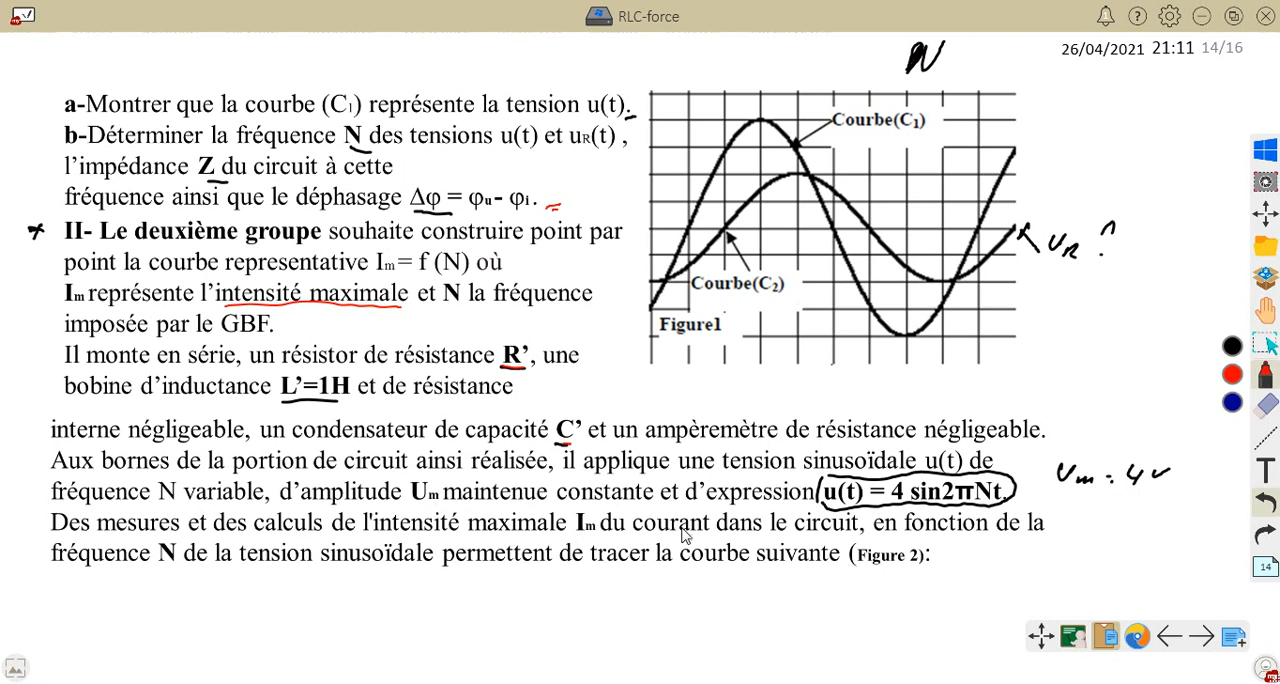 RLC-force
26/04/2021 21:11 14/16
N
a-Montrer que la courbe (C1) représente la tension u(t).
b-Déterminer la fréquence N des tensions u(t) et uR(t) ,
l’impédance Z du circuit à cette
fréquence ainsi que le déphasage Δφ = φu- φi.
II- Le deuxième groupe souhaite construire point par
point la courbe representative Im= f (N) où
Im représente l’intensité maximale et N la fréquence
imposée par le GBF.
Il monte en série, un résistor de résistance R’, une
bobine d’inductance L’=1H et de résistance
Courbe(C1)
Courbe(C2)
UR ?
Figure1
interne négligeable, un condensateur de capacité C’ et un ampèremètre de résistance négligeable.
Aux bornes de la portion de circuit ainsi réalisée, il applique une tension sinusoïdale u(t) de
fréquence N variable, d’amplitude Um maintenue constante et d’expression u(t) = 4 sin2πNt.
Um = 4V
Des mesures et des calculs de l'intensité maximale Im du courant dans le circuit, en fonction de la
fréquence N de la tension sinusoïdale permettent de tracer la courbe suivante (Figure 2):
T
14